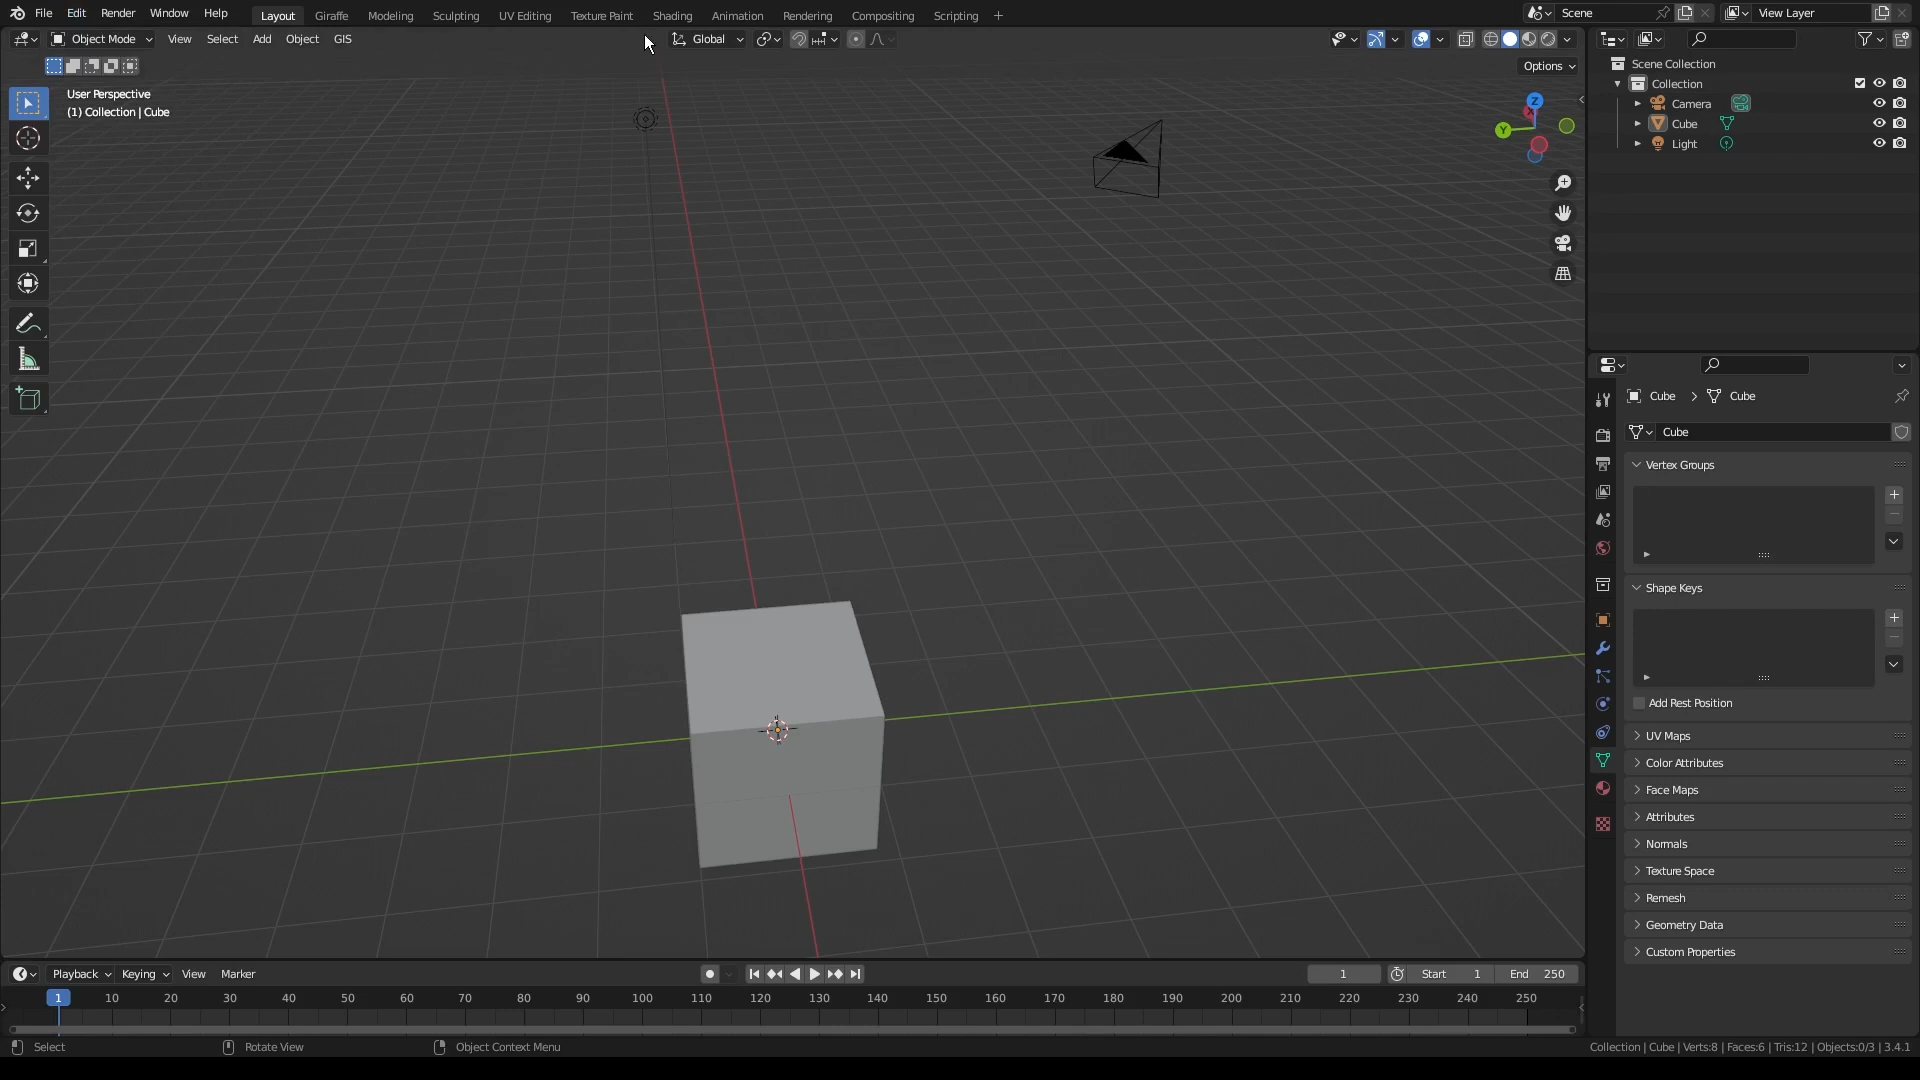 File Edit Render Window Help Layout Giraffe Modeling Sculpting UV Editing Texture Paint Shading Animation Rendering Compositing Scripting + Scene View Layer
Object Mode View Select Add Object GIS Global
Options
User Perspective
(1) Collection | Cube
Z
X
Y
Scene Collection
Collection
Camera
Cube
Light
Cube > Cube
Cube
Vertex Groups
Shape Keys
Add Rest Position
UV Maps
Color Attributes
Face Maps
Attributes
Normals
Texture Space
Remesh
Geometry Data
Custom Properties
Playback Keying View Marker 1 Start 1 End 250
1 10 20 30 40 50 60 70 80 90 100 110 120 130 140 150 160 170 180 190 200 210 220 230 240 250
Select Rotate View Object Context Menu Collection | Cube | Verts:8 | Faces:6 | Tris:12 | Objects:0/3 | 3.4.1